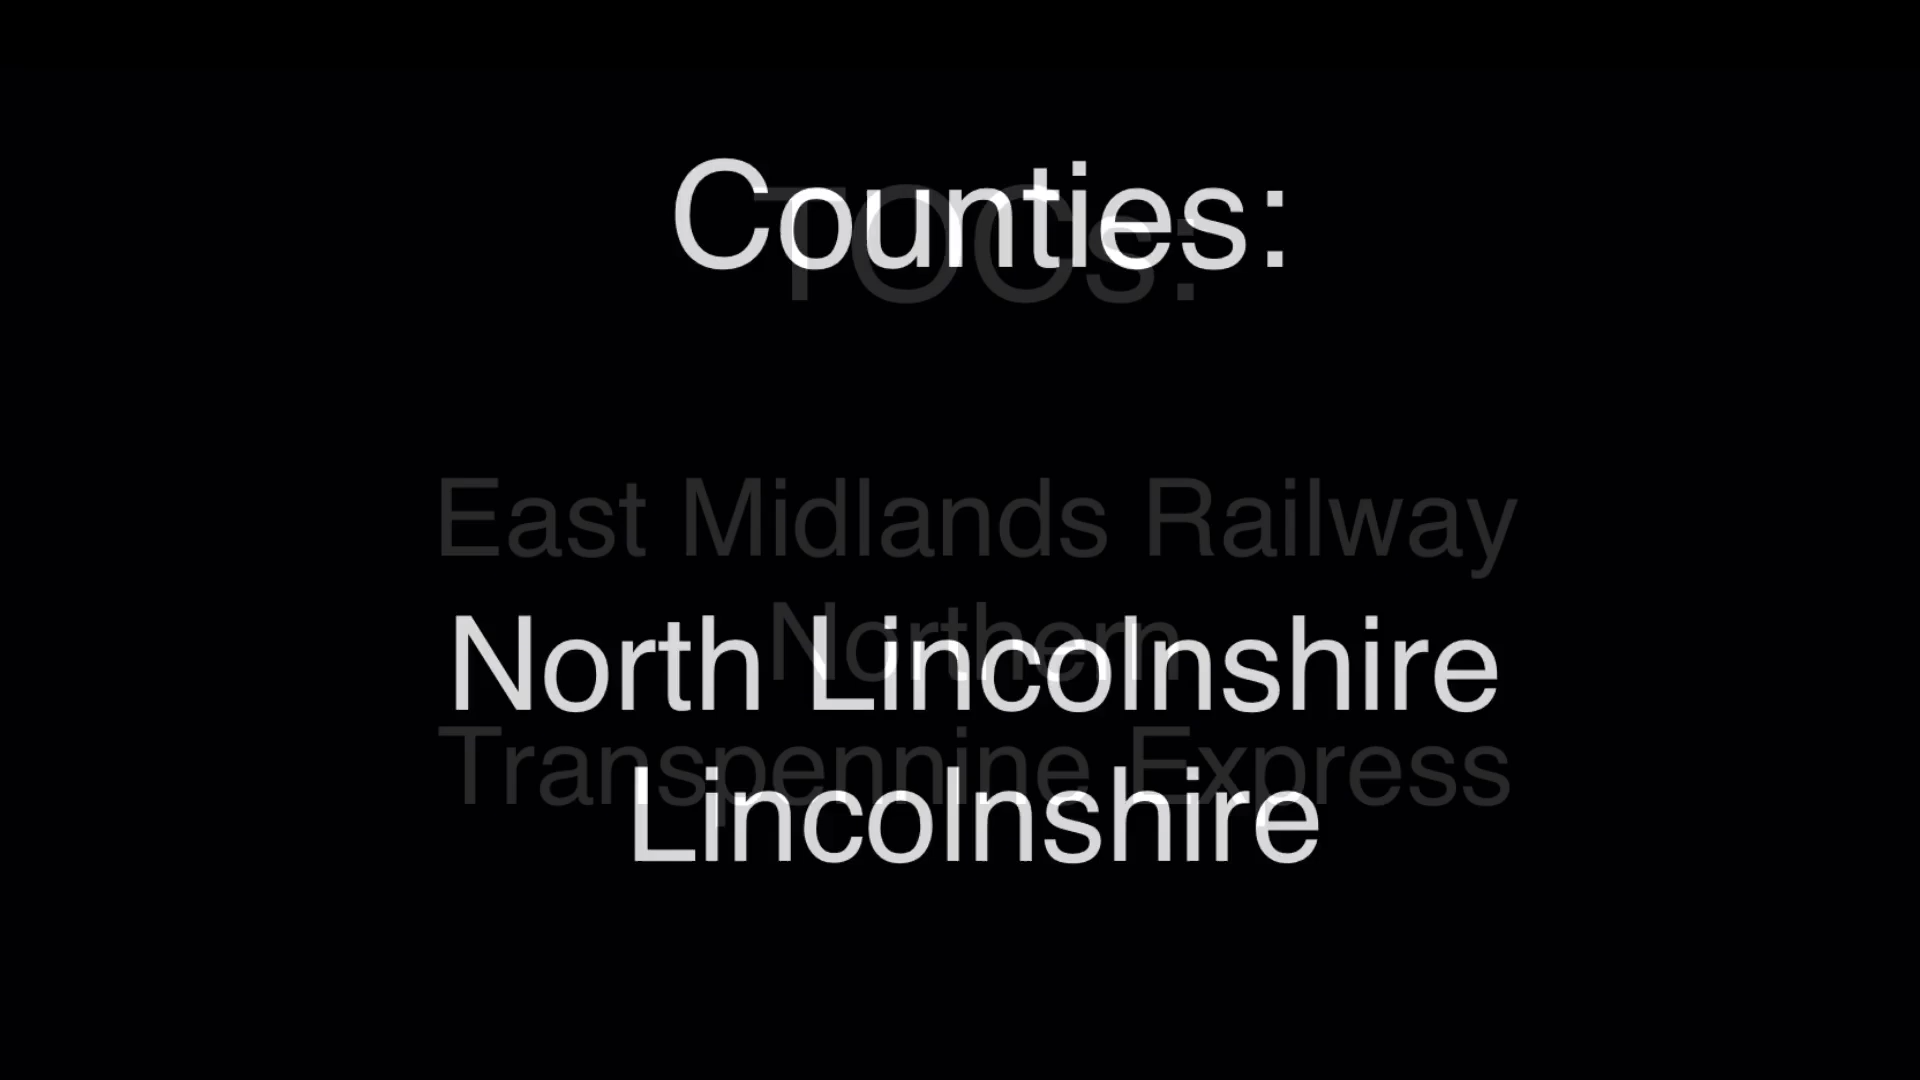 Counties:
TOCs:
East Midlands Railway
Northern
North Lincolnshire
Transpennine Express
Lincolnshire